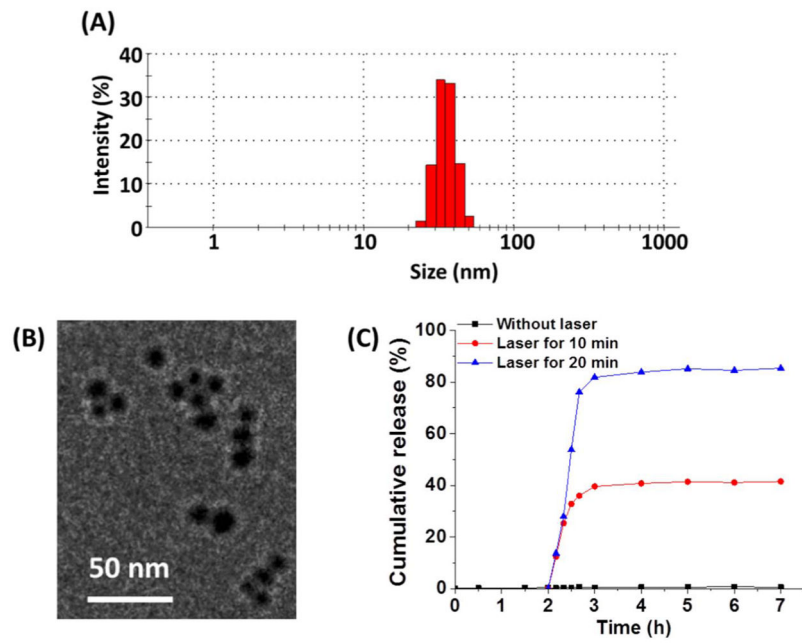 (A)
40
30
20
10
0
Intensity (%)
1 10 100 1000
Size (nm)
(B)
50 nm
(C)
Without laser
Laser for 10 min
Laser for 20 min
100
80
60
40
20
0
Cumulative release (%)
0 1 2 3 4 5 6 7
Time (h)